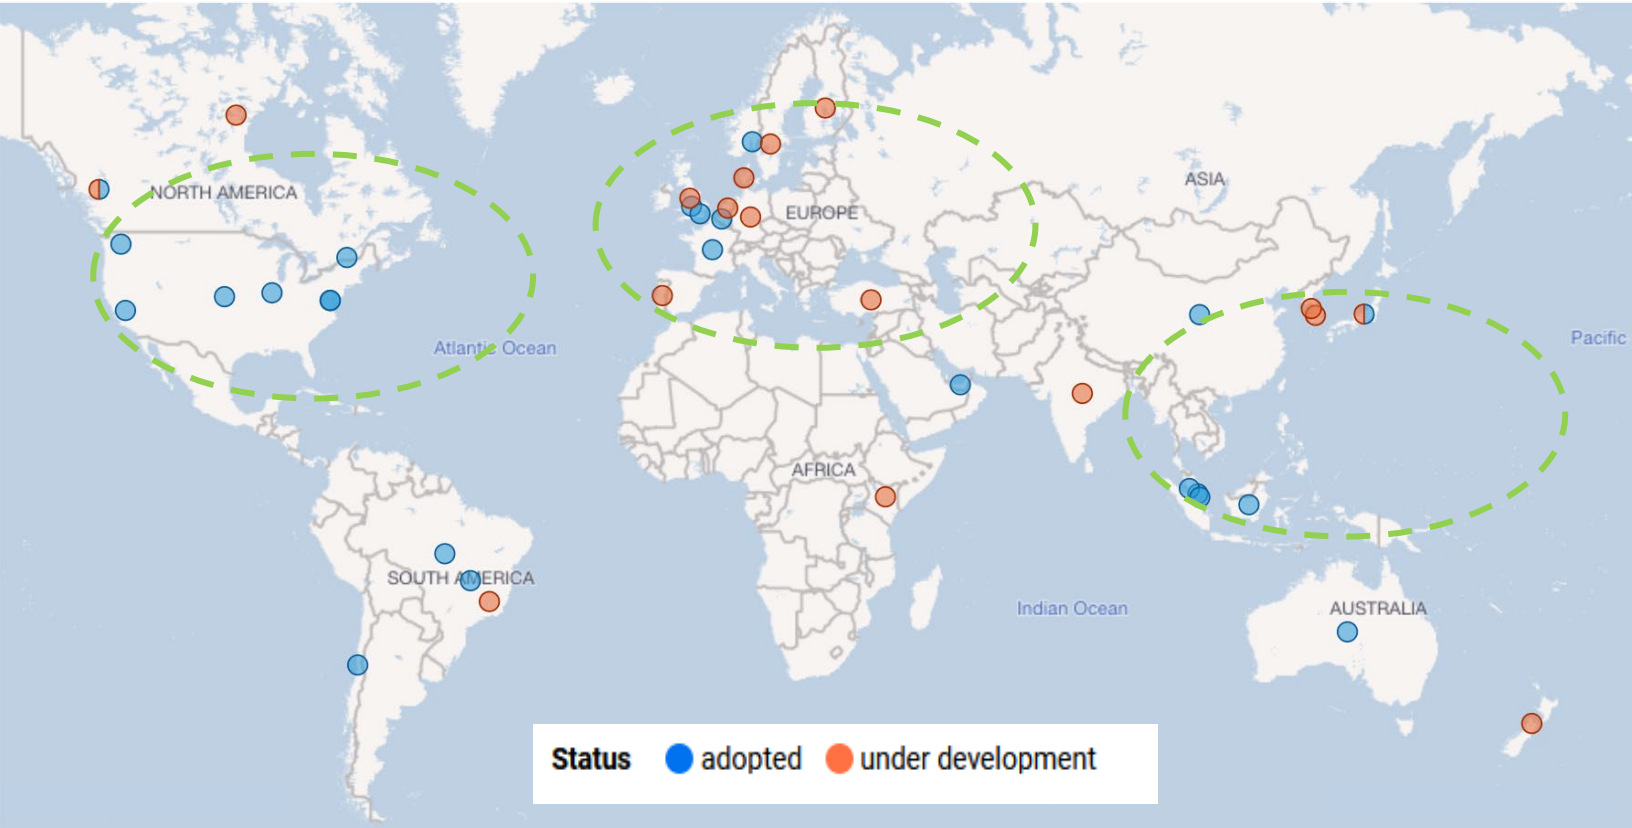 ASIA
NORTH AMERICA
EUROPE
Pacific
Atlantic Ocean
AFRICA
SOUTH AMERICA
Indian Ocean
AUSTRALIA
Status adopted under development